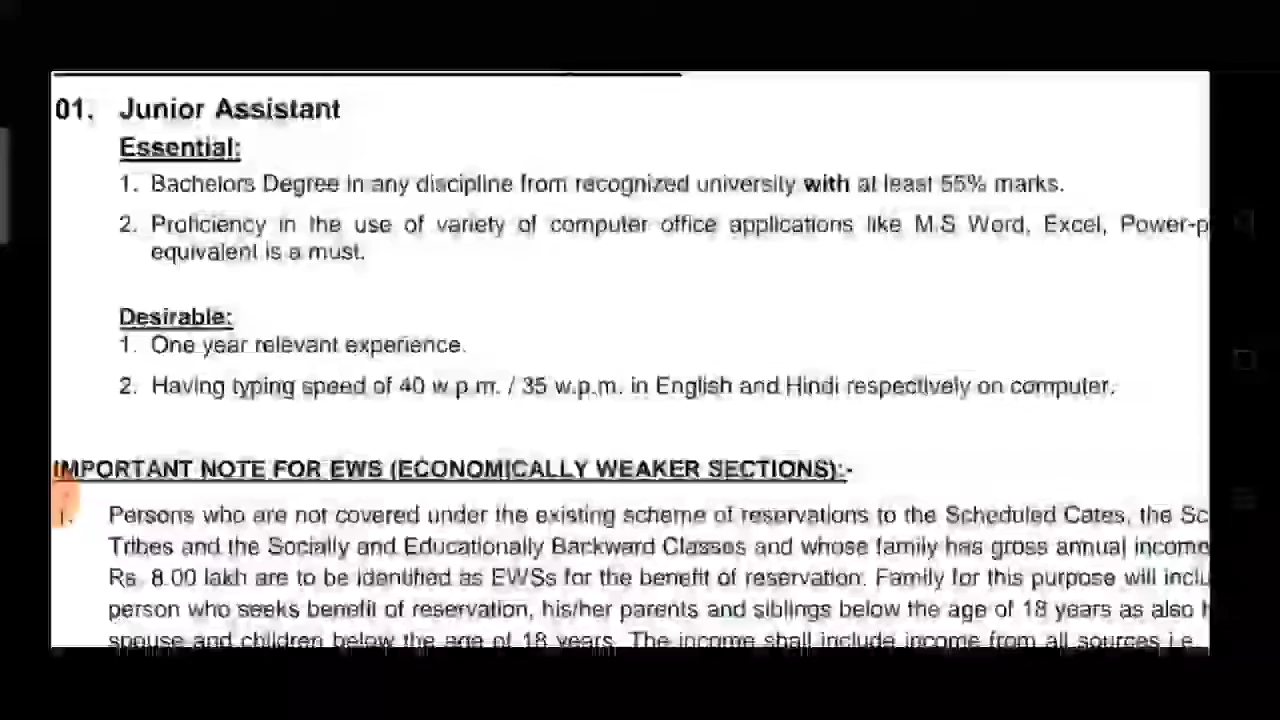 01. Junior Assistant
Essential:
1. Bachelors Degree in any discipline from recognized university with at least 55% marks.
2. Proficiency in the use of variety of computer office applications like M.S Word, Excel, Power-p
equivalent is a must.
Desirable:
1. One year relevant experience.
2. Having typing speed of 40 w.p.m. / 35 w.p.m. in English and Hindi respectively on computer.
IMPORTANT NOTE FOR EWS (ECONOMICALLY WEAKER SECTIONS):-
1. Persons who are not covered under the existing scheme of reservations to the Scheduled Cates, the Sc
Tribes and the Socially and Educationally Backward Classes and whose family has gross annual income
Rs. 8.00 lakh are to be identified as EWSs for the benefit of reservation. Family for this purpose will inclu
person who seeks benefit of reservation, his/her parents and siblings below the age of 18 years as also h
spouse and children below the age of 18 years. The income shall include income from all sources i.e.